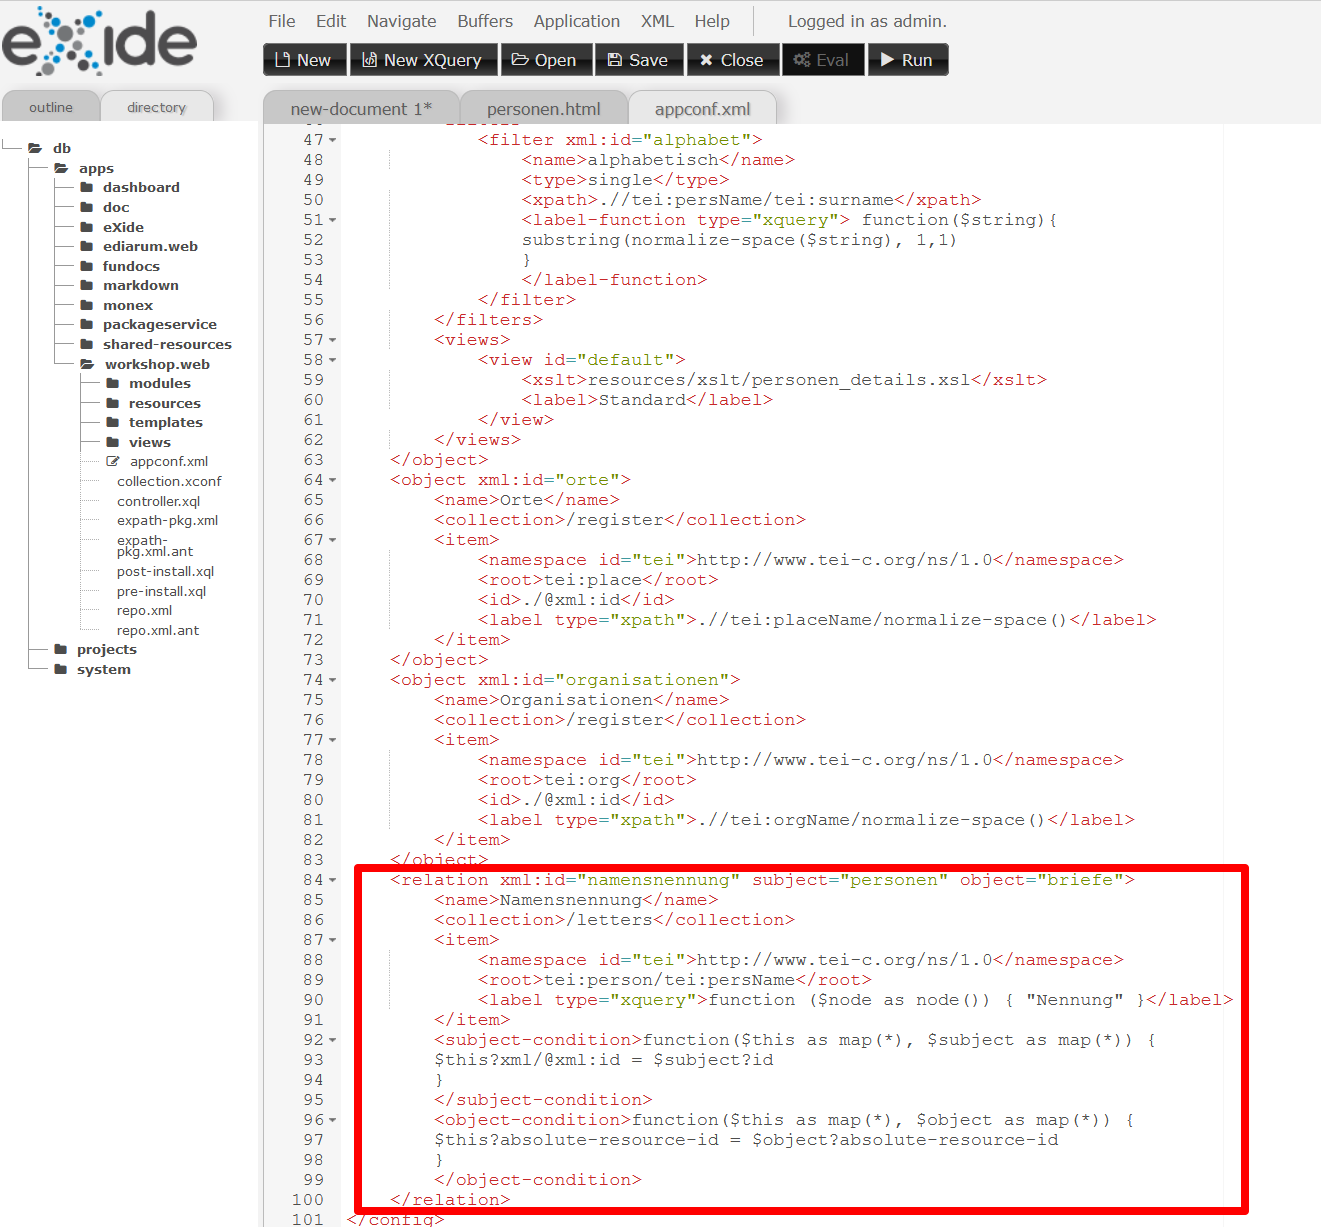 eXide
File Edit Navigate Buffers Application XML Help Logged in as admin.
New New XQuery Open Save Close Eval Run
outline directory
new-document 1* personen.html appconf.xml
db
apps
dashboard
doc
eXide
ediarum.web
fundocs
markdown
monex
packageservice
shared-resources
workshop.web
modules
resources
templates
views
appconf.xml
collection.xconf
controller.xql
expath-pkg.xml
expath-
pkg.xml.ant
post-install.xql
pre-install.xql
repo.xml
repo.xml.ant
projects
system
47 <filter xml:id="alphabet">
48 <name>alphabetisch</name>
49 <type>single</type>
50 <xpath>.//tei:persName/tei:surname</xpath>
51 <label-function type="xquery"> function($string){
52 substring(normalize-space($string), 1,1)
53 }
54 </label-function>
55 </filter>
56 </filters>
57 <views>
58 <view id="default">
59 <xslt>resources/xslt/personen_details.xsl</xslt>
60 <label>Standard</label>
61 </view>
62 </views>
63 </object>
64 <object xml:id="orte">
65 <name>Orte</name>
66 <collection>/register</collection>
67 <item>
68 <namespace id="tei">http://www.tei-c.org/ns/1.0</namespace>
69 <root>tei:place</root>
70 <id>./@xml:id</id>
71 <label type="xpath">.//tei:placeName/normalize-space()</label>
72 </item>
73 </object>
74 <object xml:id="organisationen">
75 <name>Organisationen</name>
76 <collection>/register</collection>
77 <item>
78 <namespace id="tei">http://www.tei-c.org/ns/1.0</namespace>
79 <root>tei:org</root>
80 <id>./@xml:id</id>
81 <label type="xpath">.//tei:orgName/normalize-space()</label>
82 </item>
83 </object>
84 <relation xml:id="namensnennung" subject="personen" object="briefe">
85 <name>Namensnennung</name>
86 <collection>/letters</collection>
87 <item>
88 <namespace id="tei">http://www.tei-c.org/ns/1.0</namespace>
89 <root>tei:person/tei:persName</root>
90 <label type="xquery">function ($node as node()) { "Nennung" }</label>
91 </item>
92 <subject-condition>function($this as map(*), $subject as map(*)) {
93 $this?xml/@xml:id = $subject?id
94 }
95 </subject-condition>
96 <object-condition>function($this as map(*), $object as map(*)) {
97 $this?absolute-resource-id = $object?absolute-resource-id
98 }
99 </object-condition>
100 </relation>
101 </config>